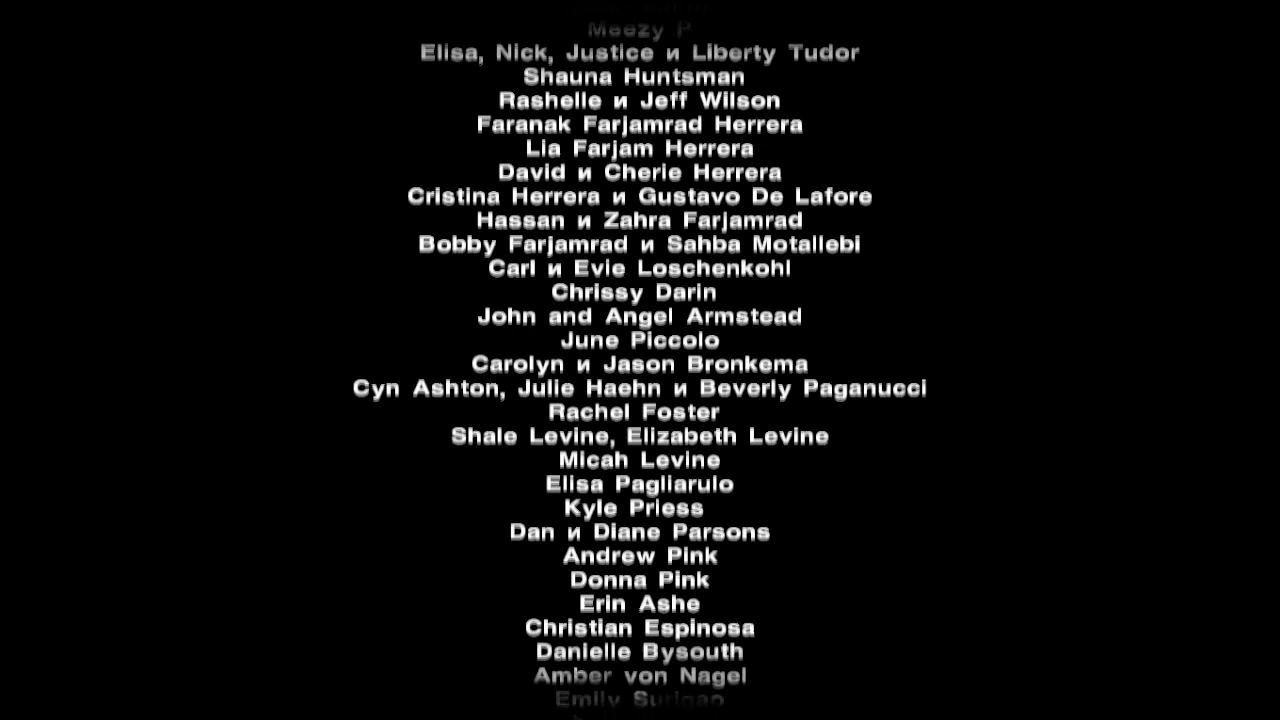 Meezy P
Elisa, Nick, Justice и Liberty Tudor
Shauna Huntsman
Rashelle и Jeff Wilson
Faranak Farjamrad Herrera
Lia Farjam Herrera
David и Cherie Herrera
Cristina Herrera и Gustavo De Lafore
Hassan и Zahra Farjamrad
Bobby Farjamrad и Sahba Motallebi
Carl и Evie Loschenkohl
Chrissy Darin
John and Angel Armstead
June Piccolo
Carolyn и Jason Bronkema
Cyn Ashton, Julie Haehn и Beverly Paganucci
Rachel Foster
Shale Levine, Elizabeth Levine
Micah Levine
Elisa Pagliarulo
Kyle Priess
Dan и Diane Parsons
Andrew Pink
Donna Pink
Erin Ashe
Christian Espinosa
Danielle Bysouth
Amber von Nagel
Emily Surigao